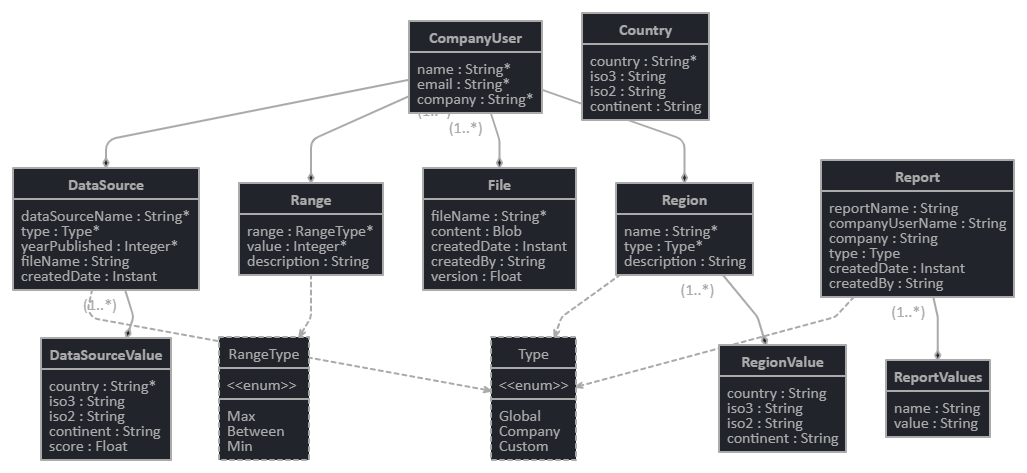 CompanyUser
name : String*
email : String*
company : String*
Country
country : String*
iso3 : String
iso2 : String
continent : String
(1..*)
(1..*)
DataSource
dataSourceName : String*
type : Type*
yearPublished : Integer*
fileName : String
createdDate : Instant
Range
range : RangeType*
value : Integer*
description : String
File
fileName : String*
content : Blob
createdDate : Instant
createdBy : String
version : Float
Region
name : String*
type : Type*
description : String
Report
reportName : String
companyUserName : String
company : String
type : Type
createdDate : Instant
createdBy : String
(1..*)
(1..*)
(1..*)
DataSourceValue
country : String*
iso3 : String
iso2 : String
continent : String
score : Float
RangeType
<<enum>>
Max
Between
Min
Type
<<enum>>
Global
Company
Custom
RegionValue
country : String
iso3 : String
iso2 : String
continent : String
ReportValues
name : String
value : String